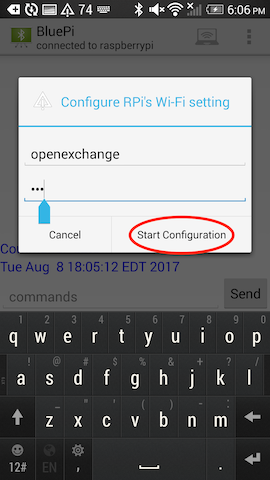 74 6:06 PM
BluePi
connected to raspberrypi
Configure RPi's Wi-Fi setting
openexchange
•••
Cancel Start Configuration
Co
Tue Aug 8 18:05:12 EDT 2017
commands Send
1 2 3 4 5 6 7 8 9 0
q w e r t y u i o p
! @ # / ( ) - ' "
a s d f g h j k l
z x c v b n m
12# EN , .